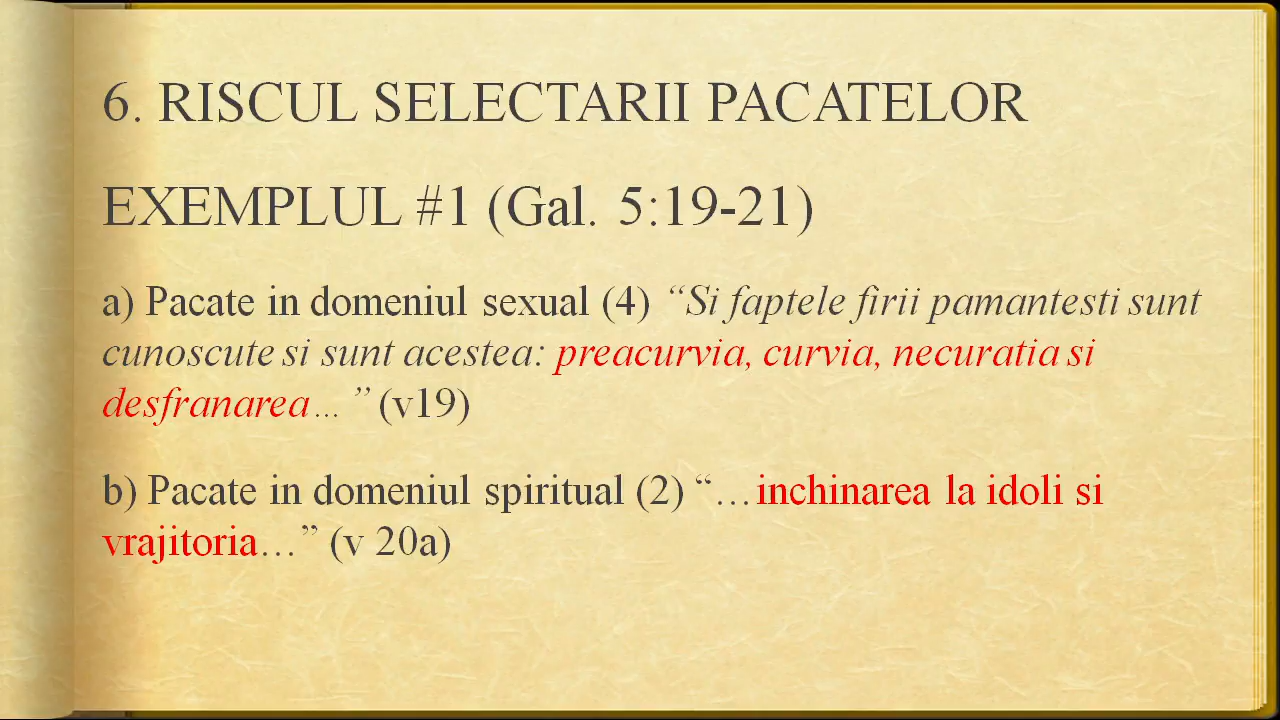 6. RISCUL SELECTARII PACATELOR
EXEMPLUL #1 (Gal. 5:19-21)
a) Pacate in domeniul sexual (4) “Si faptele firii pamantesti sunt
cunoscute si sunt acestea: preacurvia, curvia, necuratia si
desfranarea… ” (v19)
b) Pacate in domeniul spiritual (2) “…inchinarea la idoli si
vrajitoria…” (v 20a)